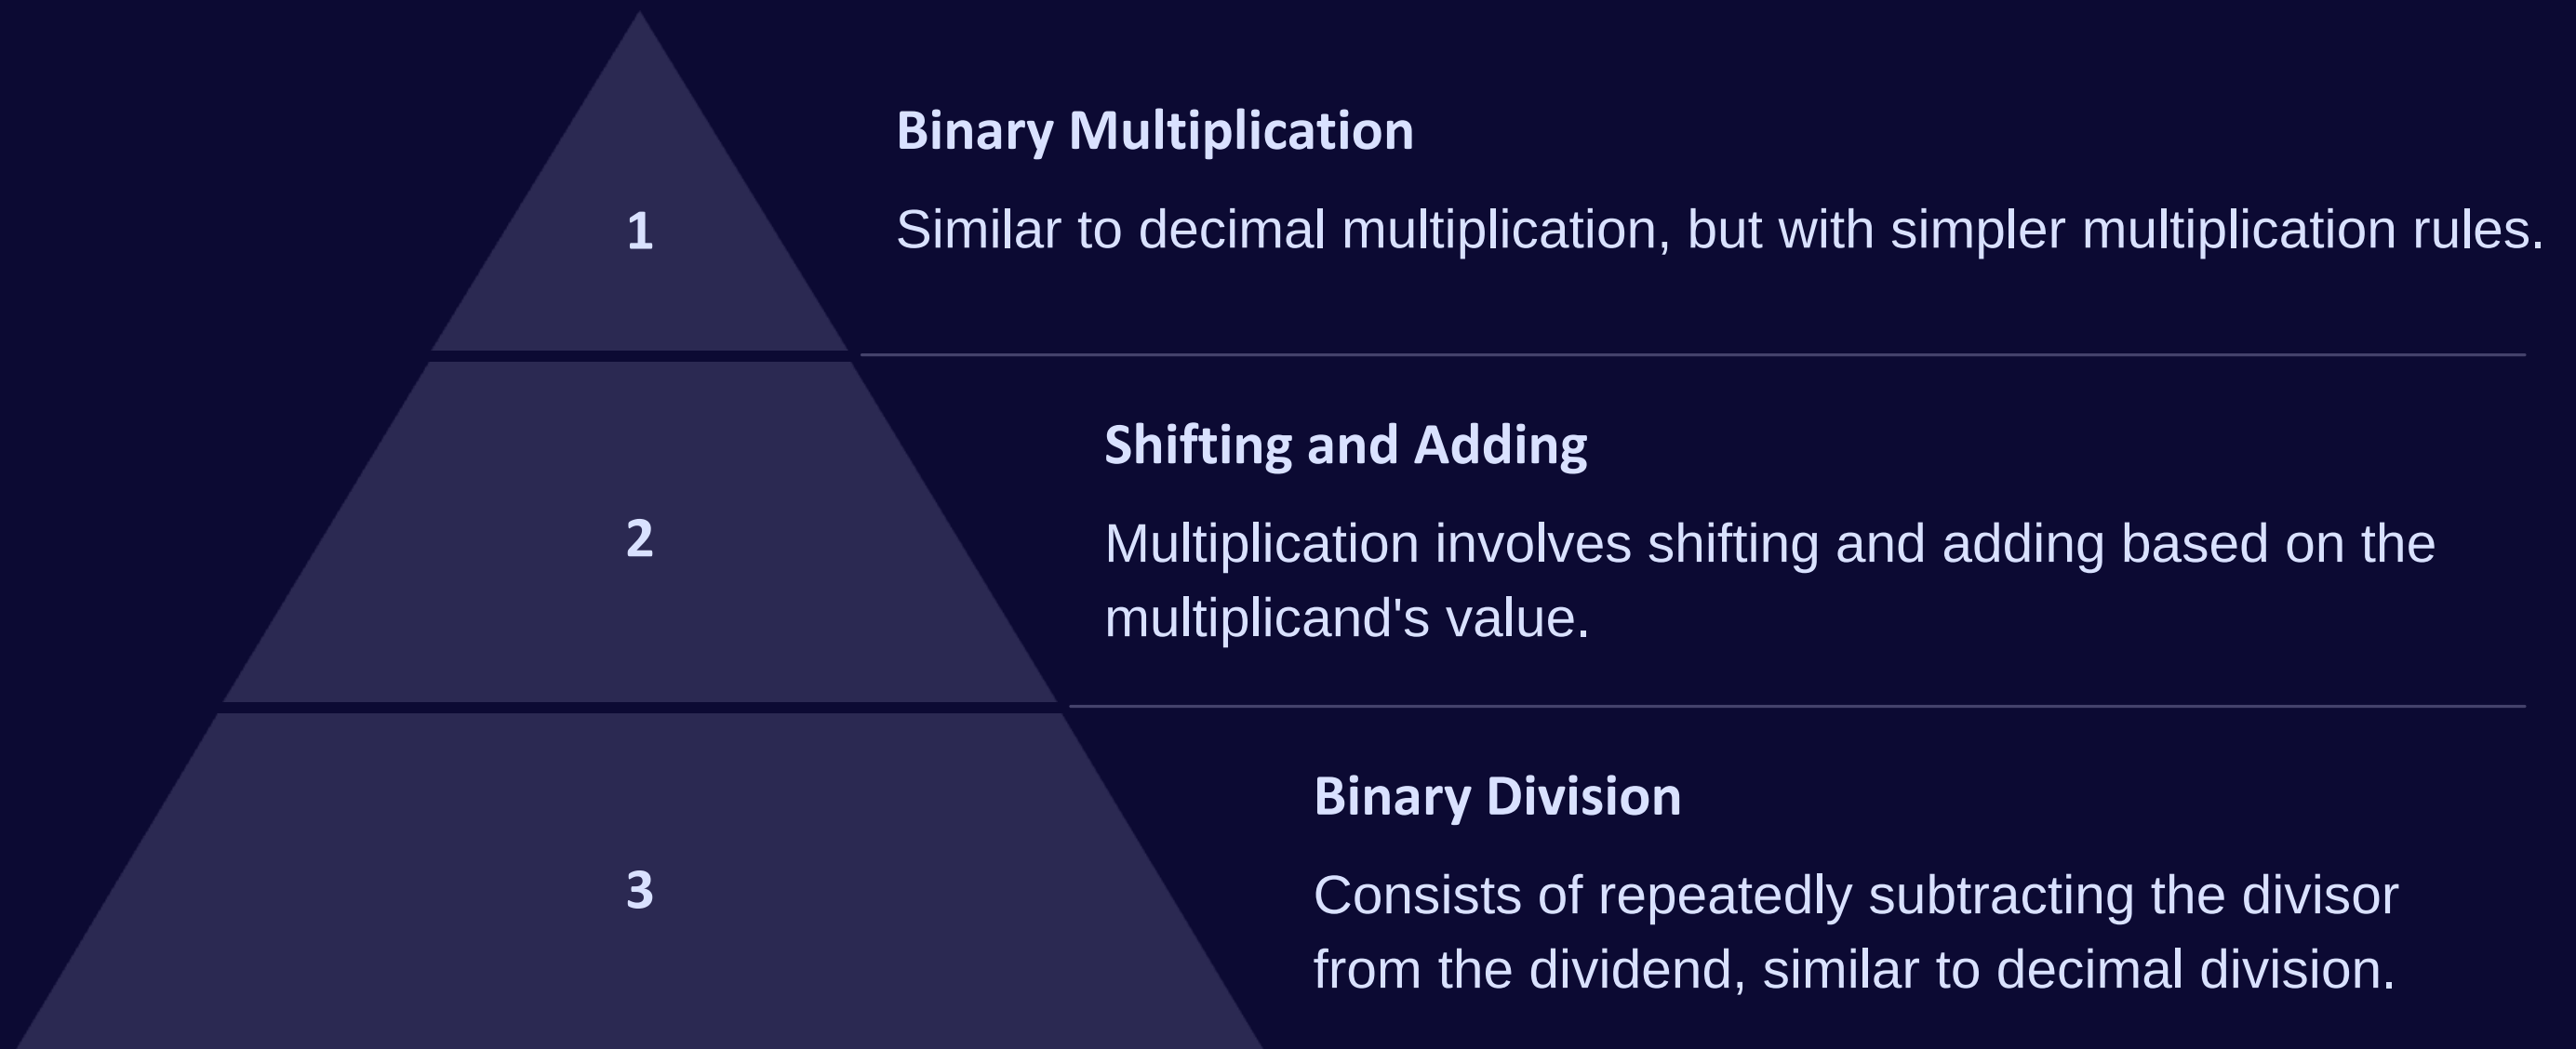 Binary Multiplication
1
Similar to decimal multiplication, but with simpler multiplication rules.
Shifting and Adding
2
Multiplication involves shifting and adding based on the
multiplicand's value.
Binary Division
3
Consists of repeatedly subtracting the divisor
from the dividend, similar to decimal division.